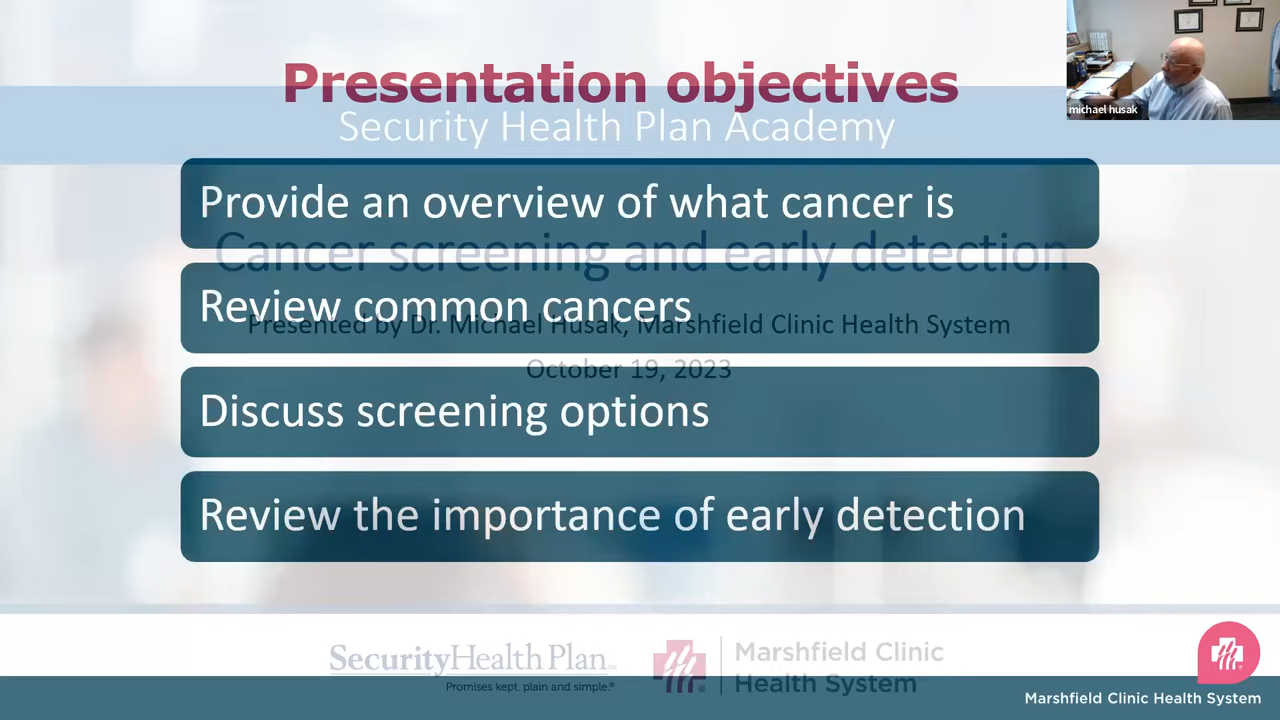 Presentation objectives
michael husak
Security Health Plan Academy
Provide an overview of what cancer is
Cancer screening and early detection
Review common cancers
Presented by Dr. Michael Husak, Marshfield Clinic Health System
October 19, 2023
Discuss screening options
Review the importance of early detection
SecurityHealth Plan™
Promises kept, plain and simple.®
Marshfield Clinic
Health System
Marshfield Clinic Health System